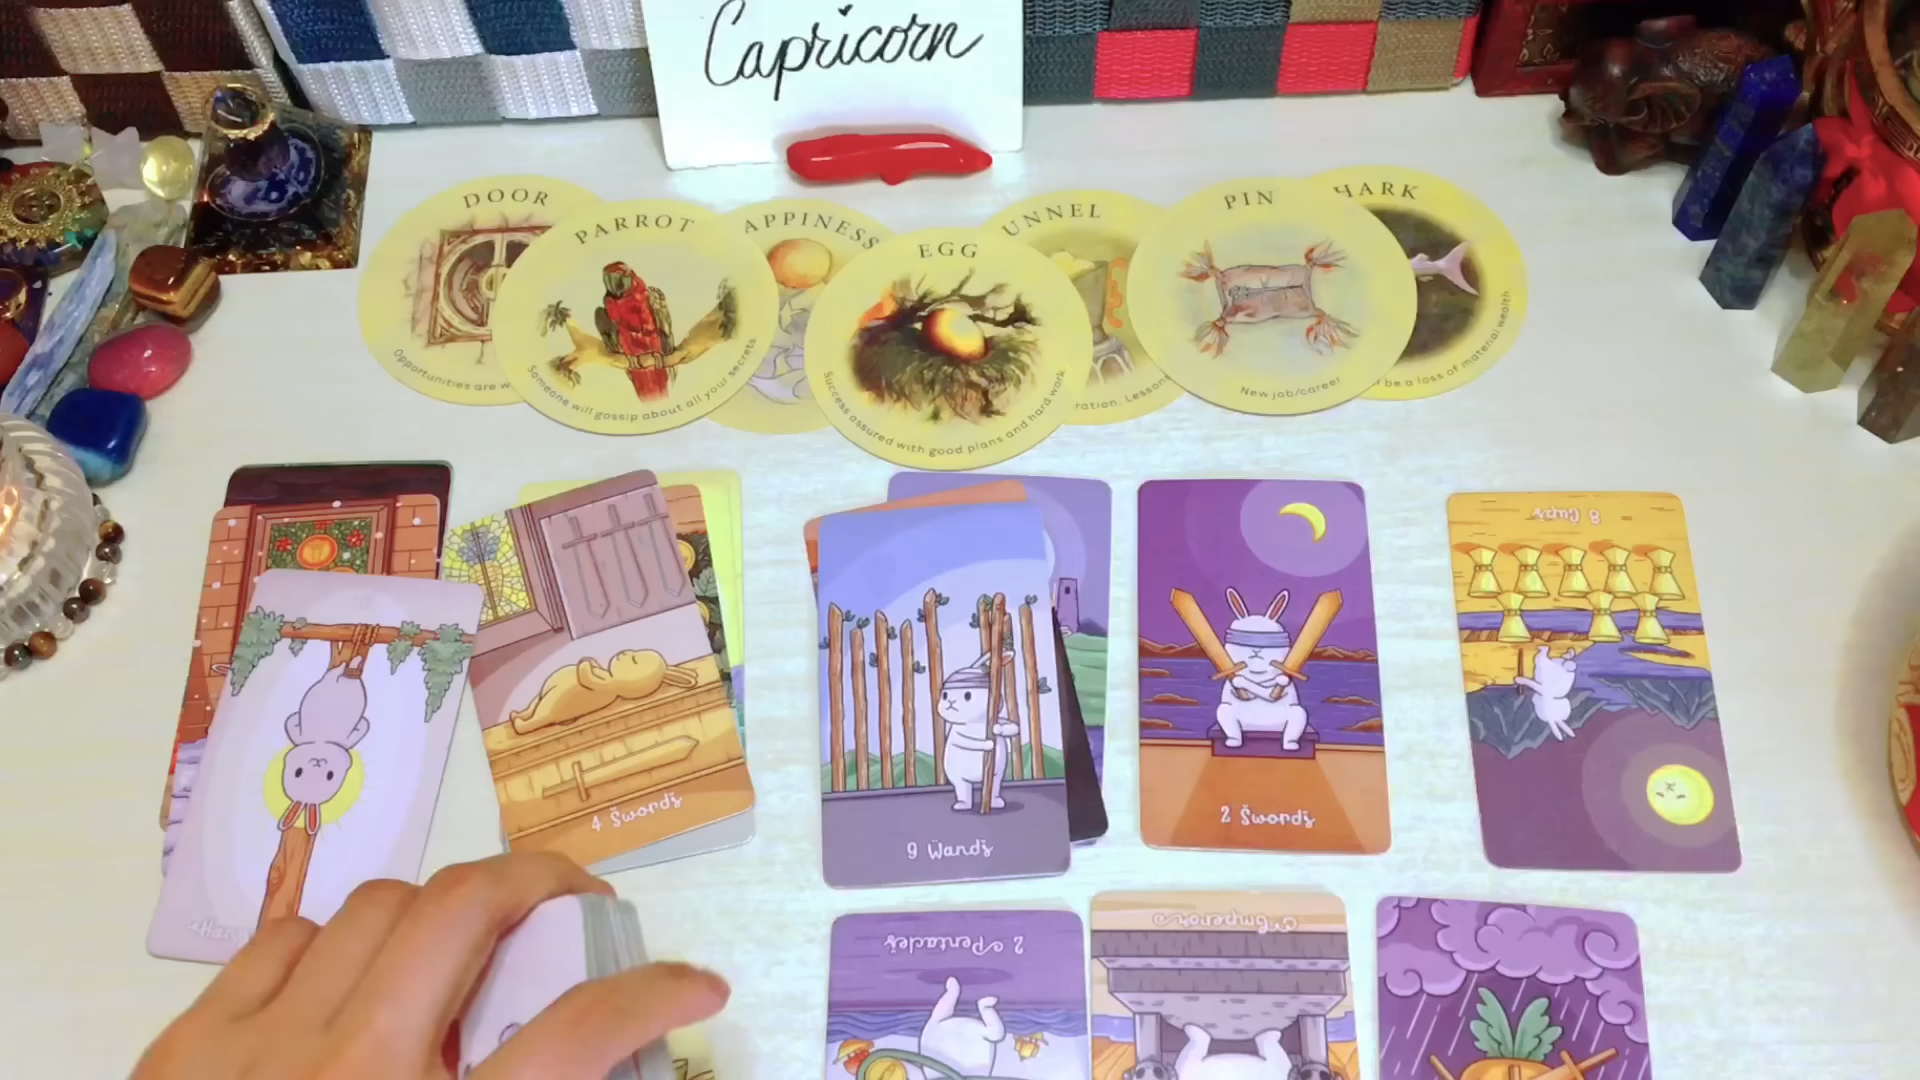 Capricorn
DOOR
Opportunities are w
PARROT
Someone will gossip about all your secrets
APPINESS
EGG
Success assured with good plans and hard work
UNNEL
ration. Lesson
PIN
New job/career
HARK
l be a loss of material wealth.
8 Cups
4 Swords
9 Wands
2 Swords
2 Pentacles
Emperor